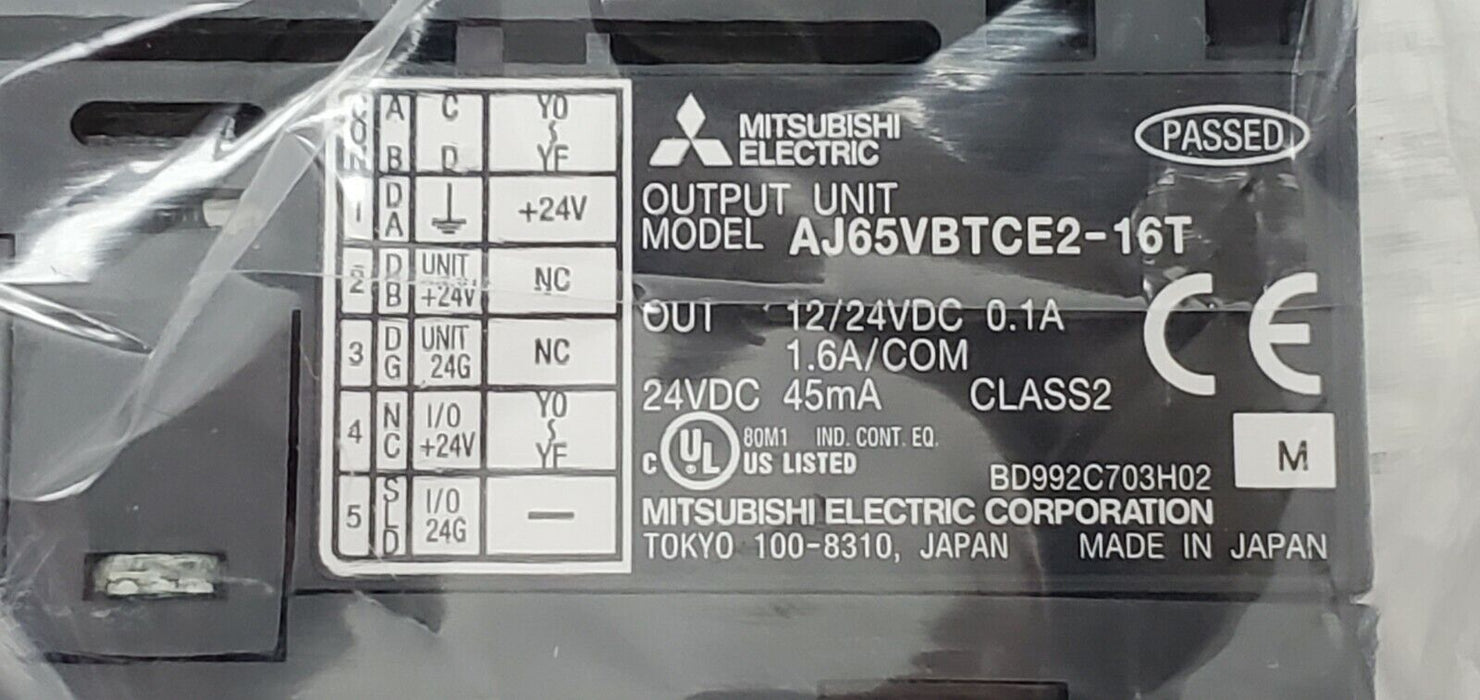 A C Y0
B D YF
1 DA +24V
2 DB UNIT +24V NC
3 DG UNIT 24G NC
4 NC I/O +24V Y0 YF
5 SLD I/O 24G —
MITSUBISHI
ELECTRIC
PASSED
OUTPUT UNIT
MODEL AJ65VBTCE2-16T
OUT 12/24VDC 0.1A
1.6A/COM
24VDC 45mA CLASS2
CE
C UL® 80M1 IND. CONT. EQ.
US LISTED
BD992C703H02
M
MITSUBISHI ELECTRIC CORPORATION
TOKYO 100-8310, JAPAN MADE IN JAPAN